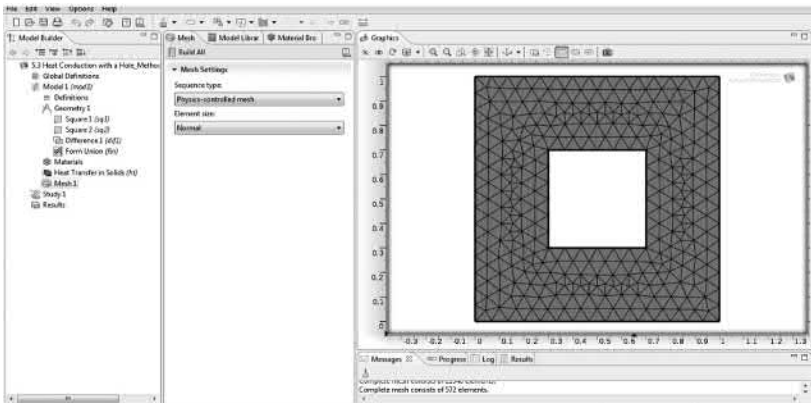 File Edit View Options Help
Model Builder
5.3 Heat Conduction with a Hole_Metho
Global Definitions
Model 1 (mod1)
Definitions
Geometry 1
Square 1 (sq1)
Square 2 (sq2)
Difference 1 (dif1)
Form Union (fin)
Materials
Heat Transfer in Solids (ht)
Mesh 1
Study 1
Results
Mesh Model Librar Material Bro
Build All
Mesh Settings
Sequence type:
Physics-controlled mesh
Element size:
Normal
Graphics
1
0.9
0.8
0.7
0.6
0.5
0.4
0.3
0.2
0.1
0
-0.3 -0.2 -0.1 0 0.1 0.2 0.3 0.4 0.5 0.6 0.7 0.8 0.9 1 1.1 1.2 1.3
Messages Progress Log Results
Complete mesh consists of elements.
Complete mesh consists of 572 elements.